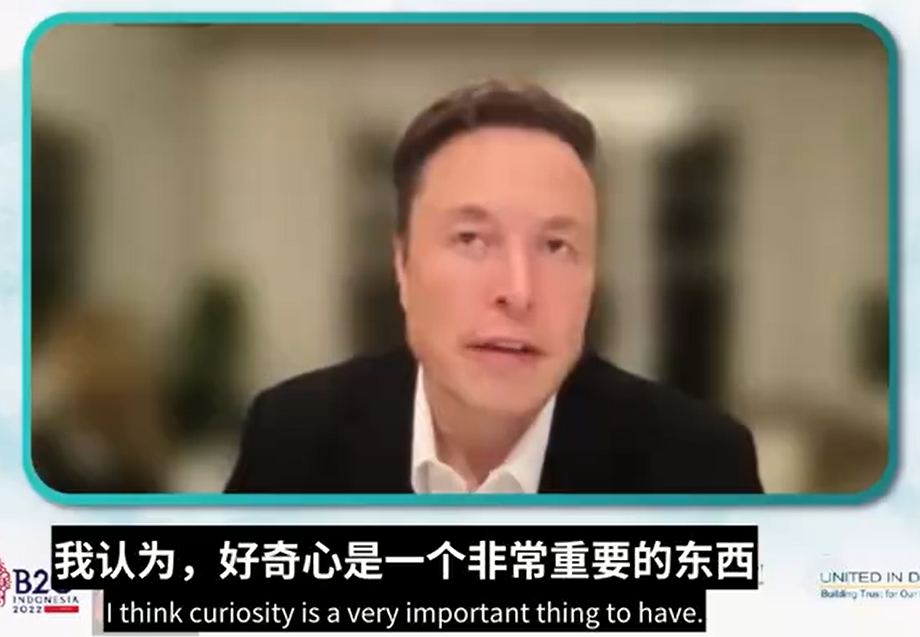 我认为，好奇心是一个非常重要的东西
I think curiosity is a very important thing to have.
B2
INDONESIA
2022
UNITED IN D
Building Trust for Our